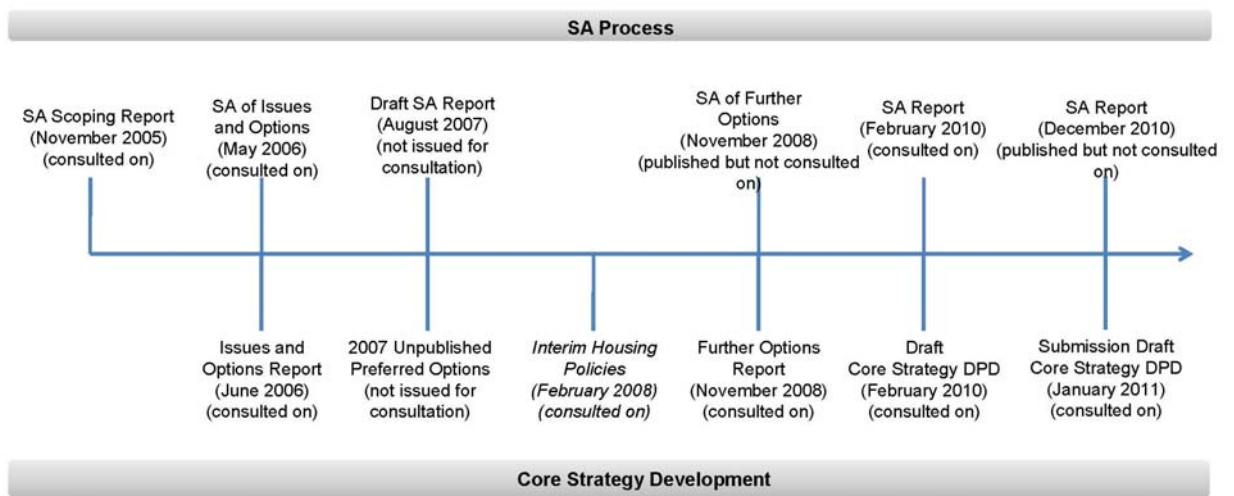 SA Process
SA Scoping Report
(November 2005)
(consulted on)
SA of Issues
and Options
(May 2006)
(consulted on)
Draft SA Report
(August 2007)
(not issued for
consultation)
SA of Further
Options
(November 2008)
(published but not consulted
on)
SA Report
(February 2010)
(consulted on)
SA Report
(December 2010)
(published but not consulted
on)
Issues and
Options Report
(June 2006)
(consulted on)
2007 Unpublished
Preferred Options
(not issued for
consultation)
Interim Housing
Policies
(February 2008)
(consulted on)
Further Options
Report
(November 2008)
(consulted on)
Draft
Core Strategy DPD
(February 2010)
(consulted on)
Submission Draft
Core Strategy DPD
(January 2011)
(consulted on)
Core Strategy Development